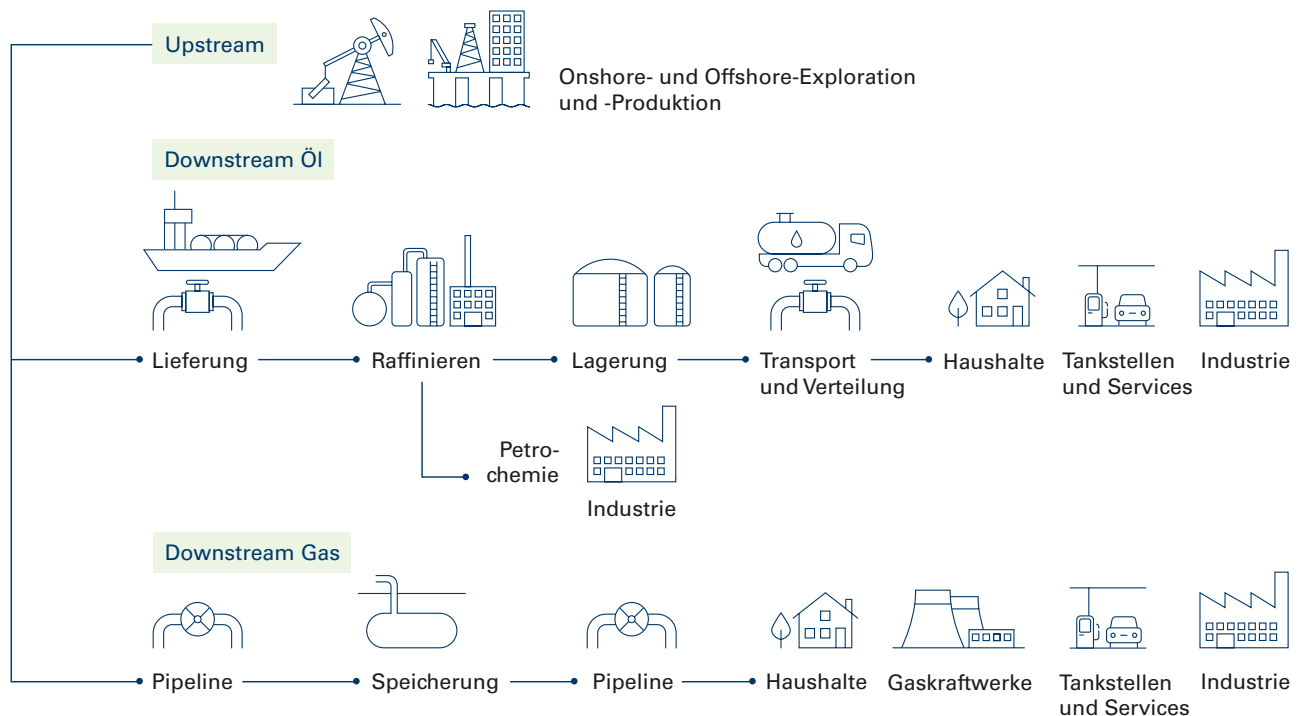 Upstream
Onshore- und Offshore-Exploration
und -Produktion
Downstream Öl
Lieferung
Raffinieren
Lagerung
Transport
und Verteilung
Haushalte
Tankstellen
und Services
Industrie
Petro-
chemie
Industrie
Downstream Gas
Pipeline
Speicherung
Pipeline
Haushalte
Gaskraftwerke
Tankstellen
und Services
Industrie